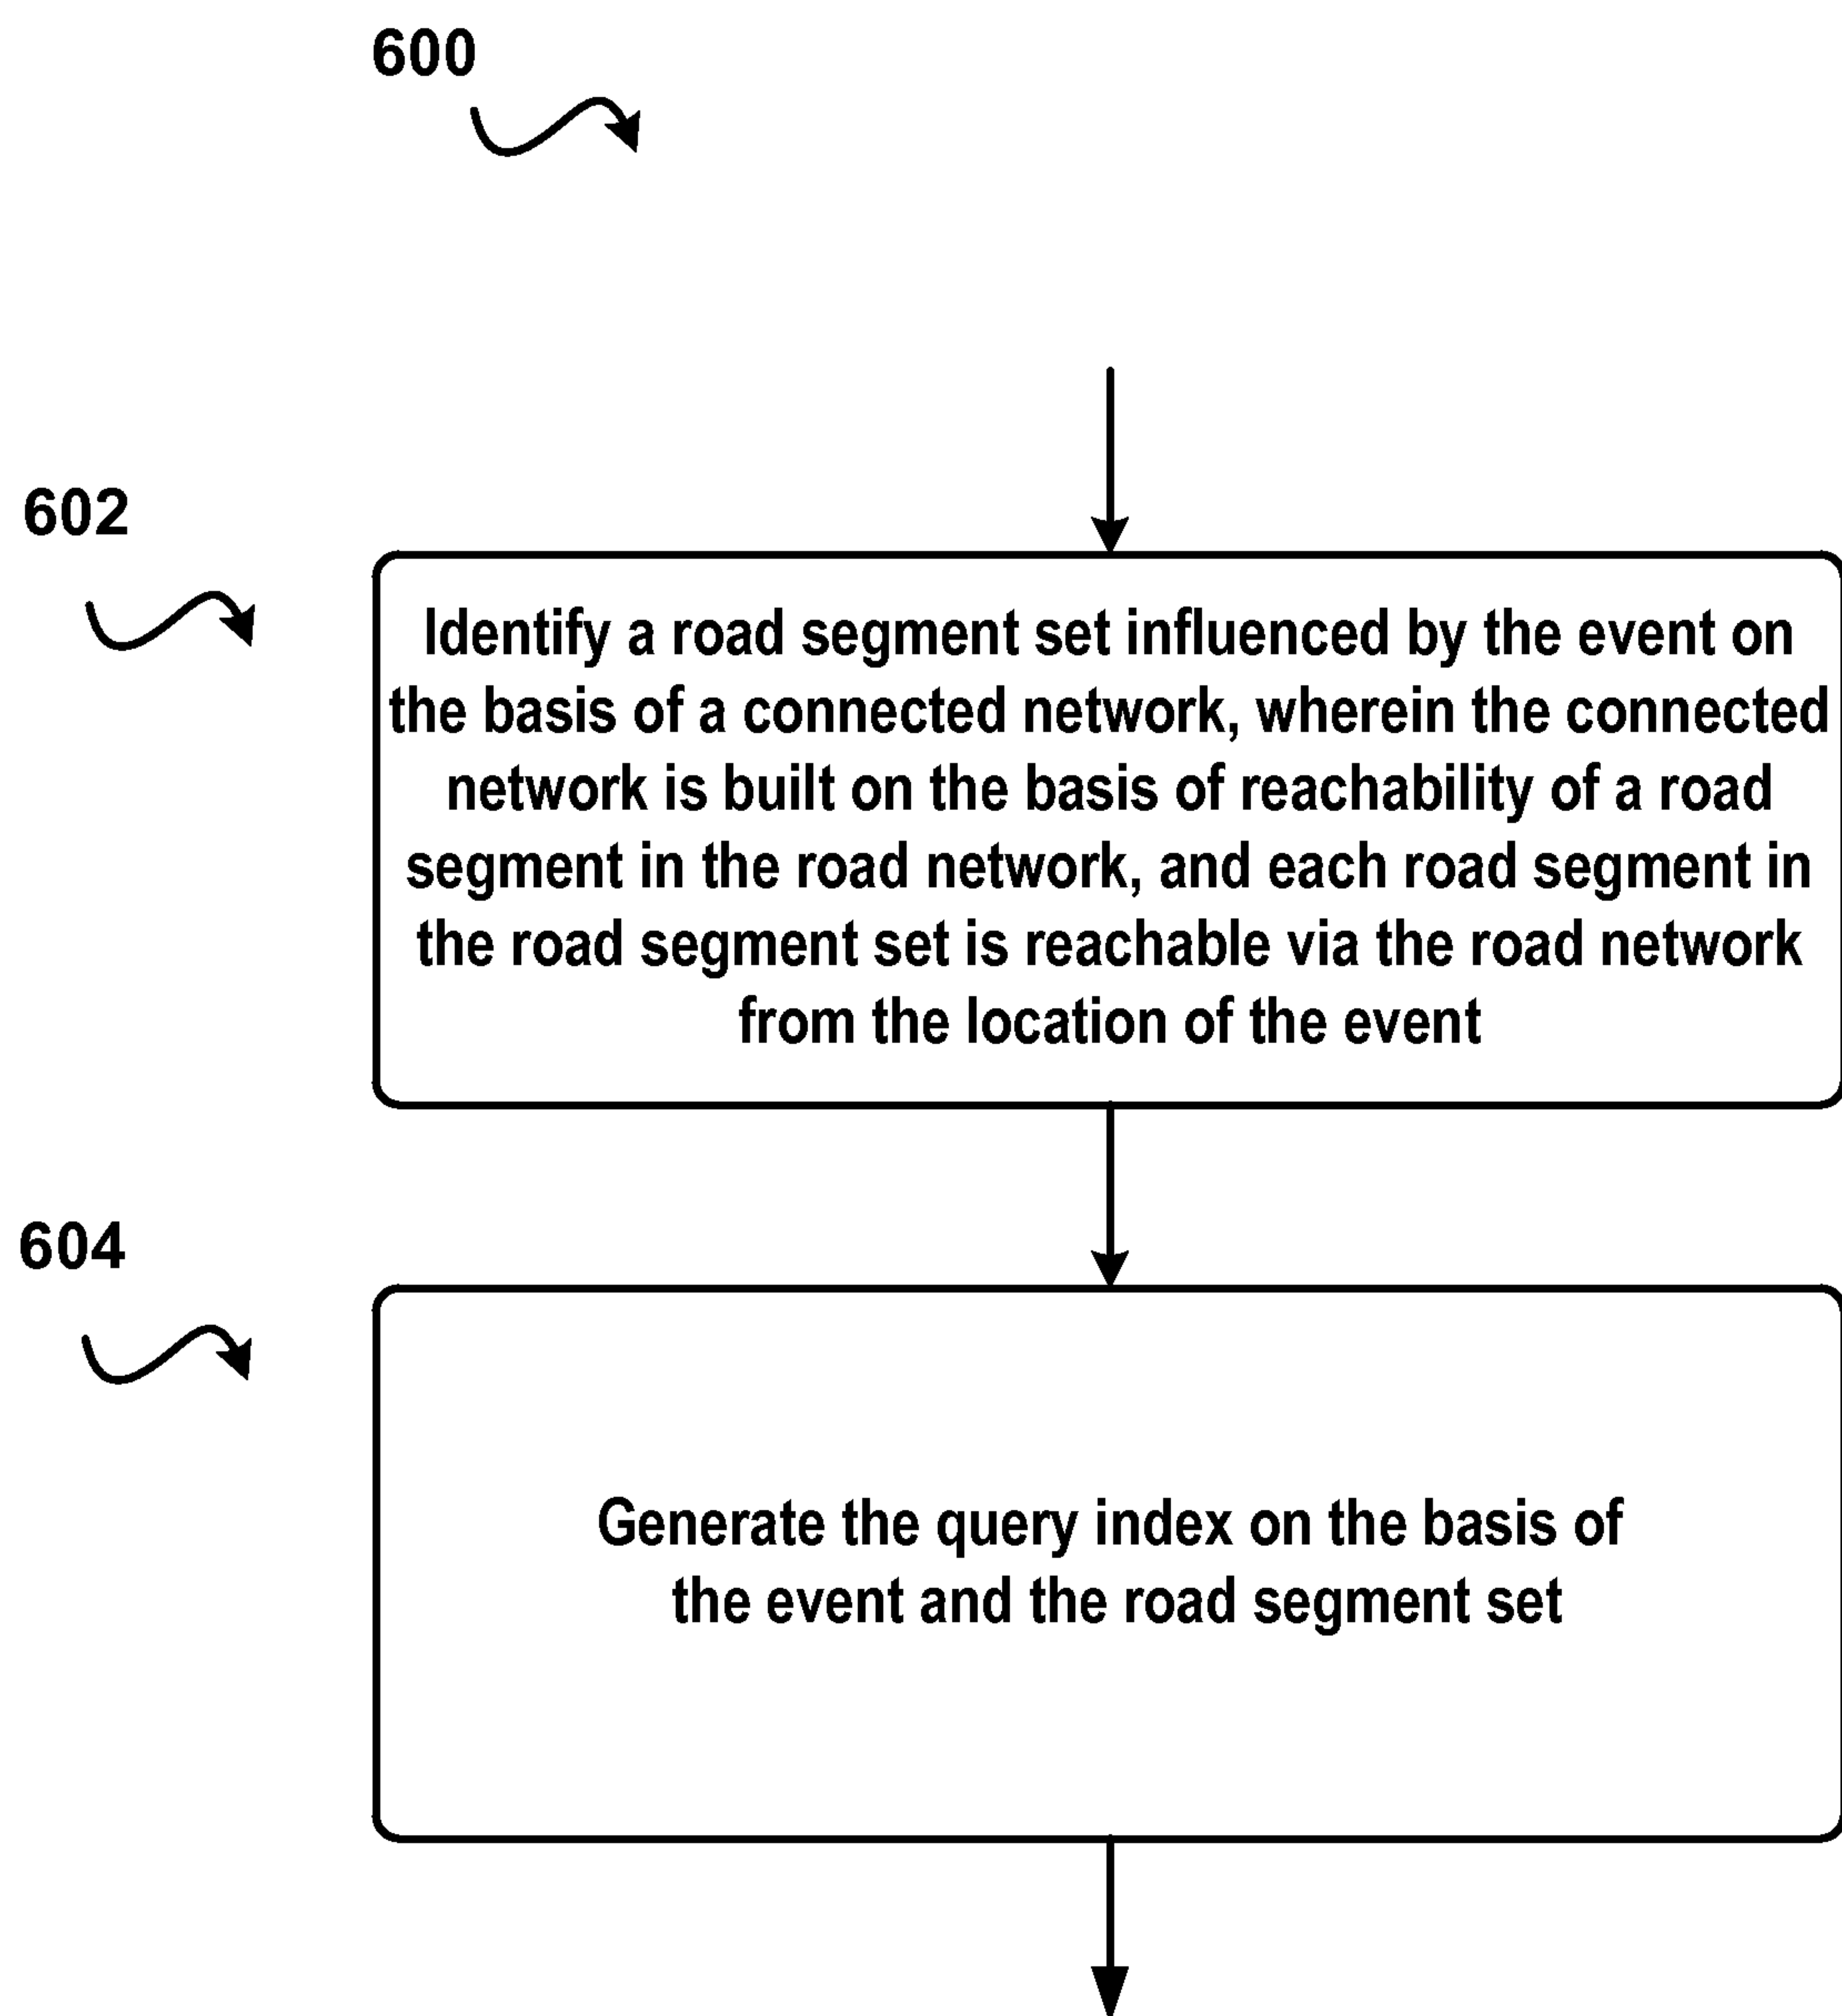 600
602
Identify a road segment set influenced by the event on
the basis of a connected network, wherein the connected
network is built on the basis of reachability of a road
segment in the road network, and each road segment in
the road segment set is reachable via the road network
from the location of the event
604
Generate the query index on the basis of
the event and the road segment set